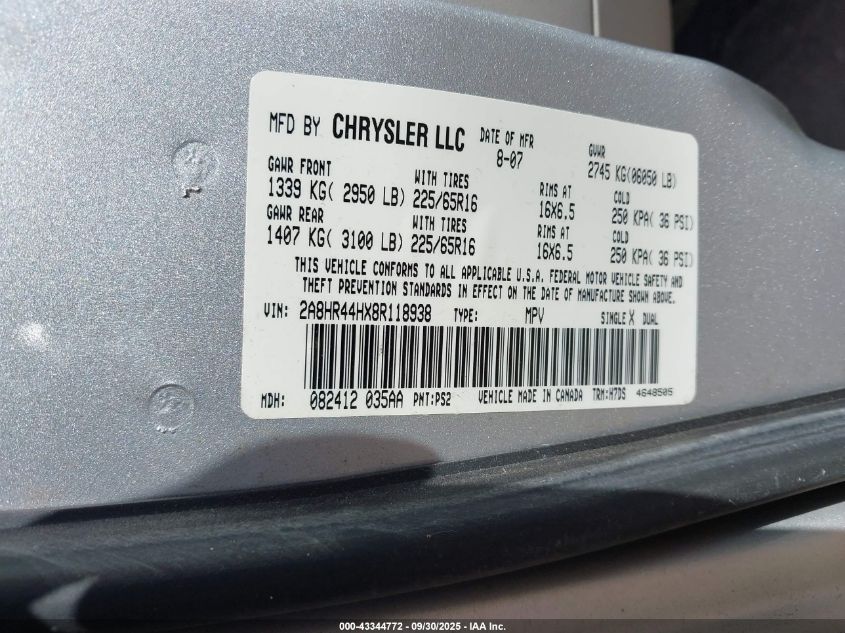 MFD BY CHRYSLER LLC DATE OF MFR 8-07 GVWR 2745 KG(06050 LB)
GAWR FRONT WITH TIRES RIMS AT COLD
1339 KG( 2950 LB) 225/65R16 16X6.5 250 KPA( 36 PSI)
GAWR REAR WITH TIRES RIMS AT COLD
1407 KG( 3100 LB) 225/65R16 16X6.5 250 KPA( 36 PSI)
THIS VEHICLE CONFORMS TO ALL APPLICABLE U.S.A. FEDERAL MOTOR VEHICLE SAFETY AND
THEFT PREVENTION STANDARDS IN EFFECT ON THE DATE OF MANUFACTURE SHOWN ABOVE.
VIN: 2A8HR44HX8R118938 TYPE: MPV SINGLE X DUAL
MDH: 082412 035AA PNT:PS2 VEHICLE MADE IN CANADA TRM:H7DS 4648505
000-43344772 - 09/30/2025 - IAA Inc.